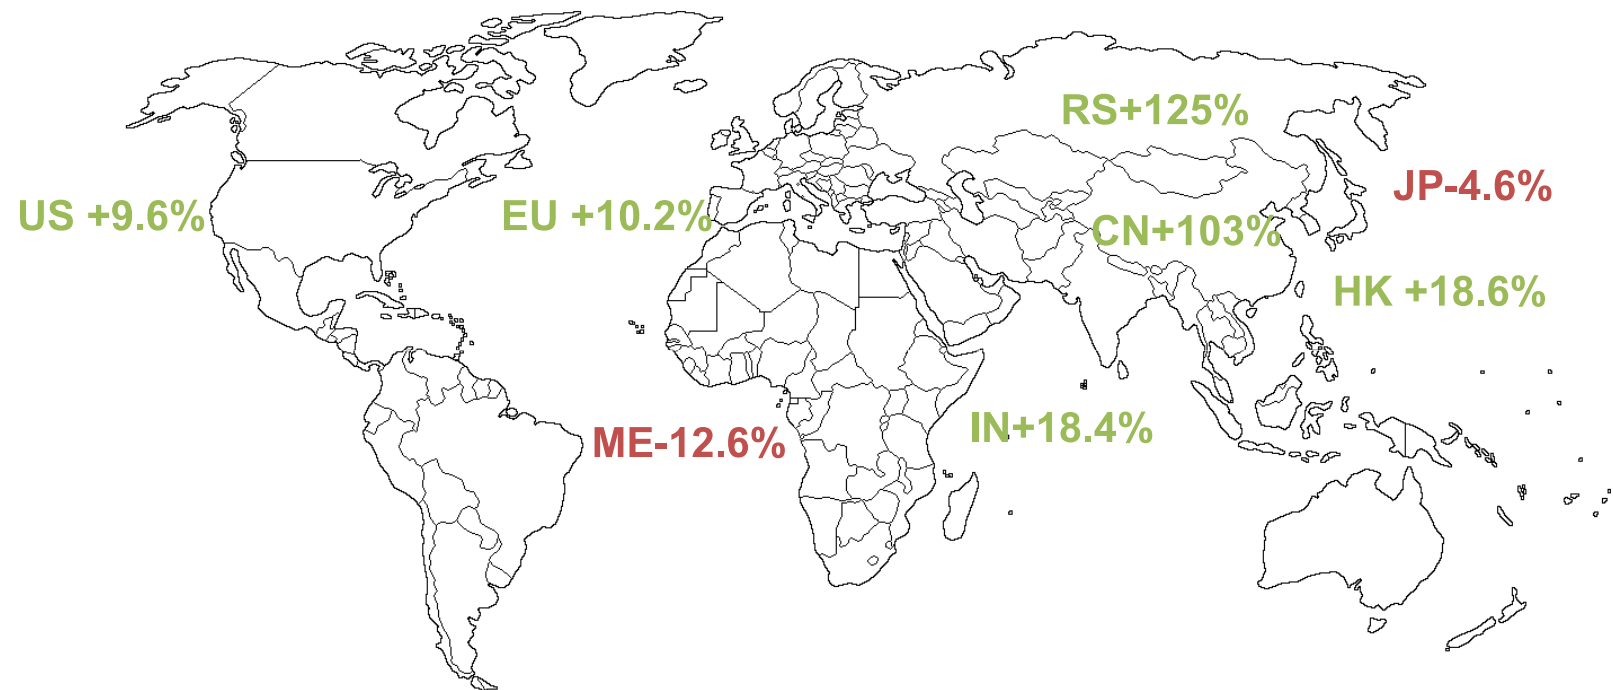 RS+125%
JP-4.6%
US +9.6%
EU +10.2%
CN+103%
HK +18.6%
ME-12.6%
IN+18.4%